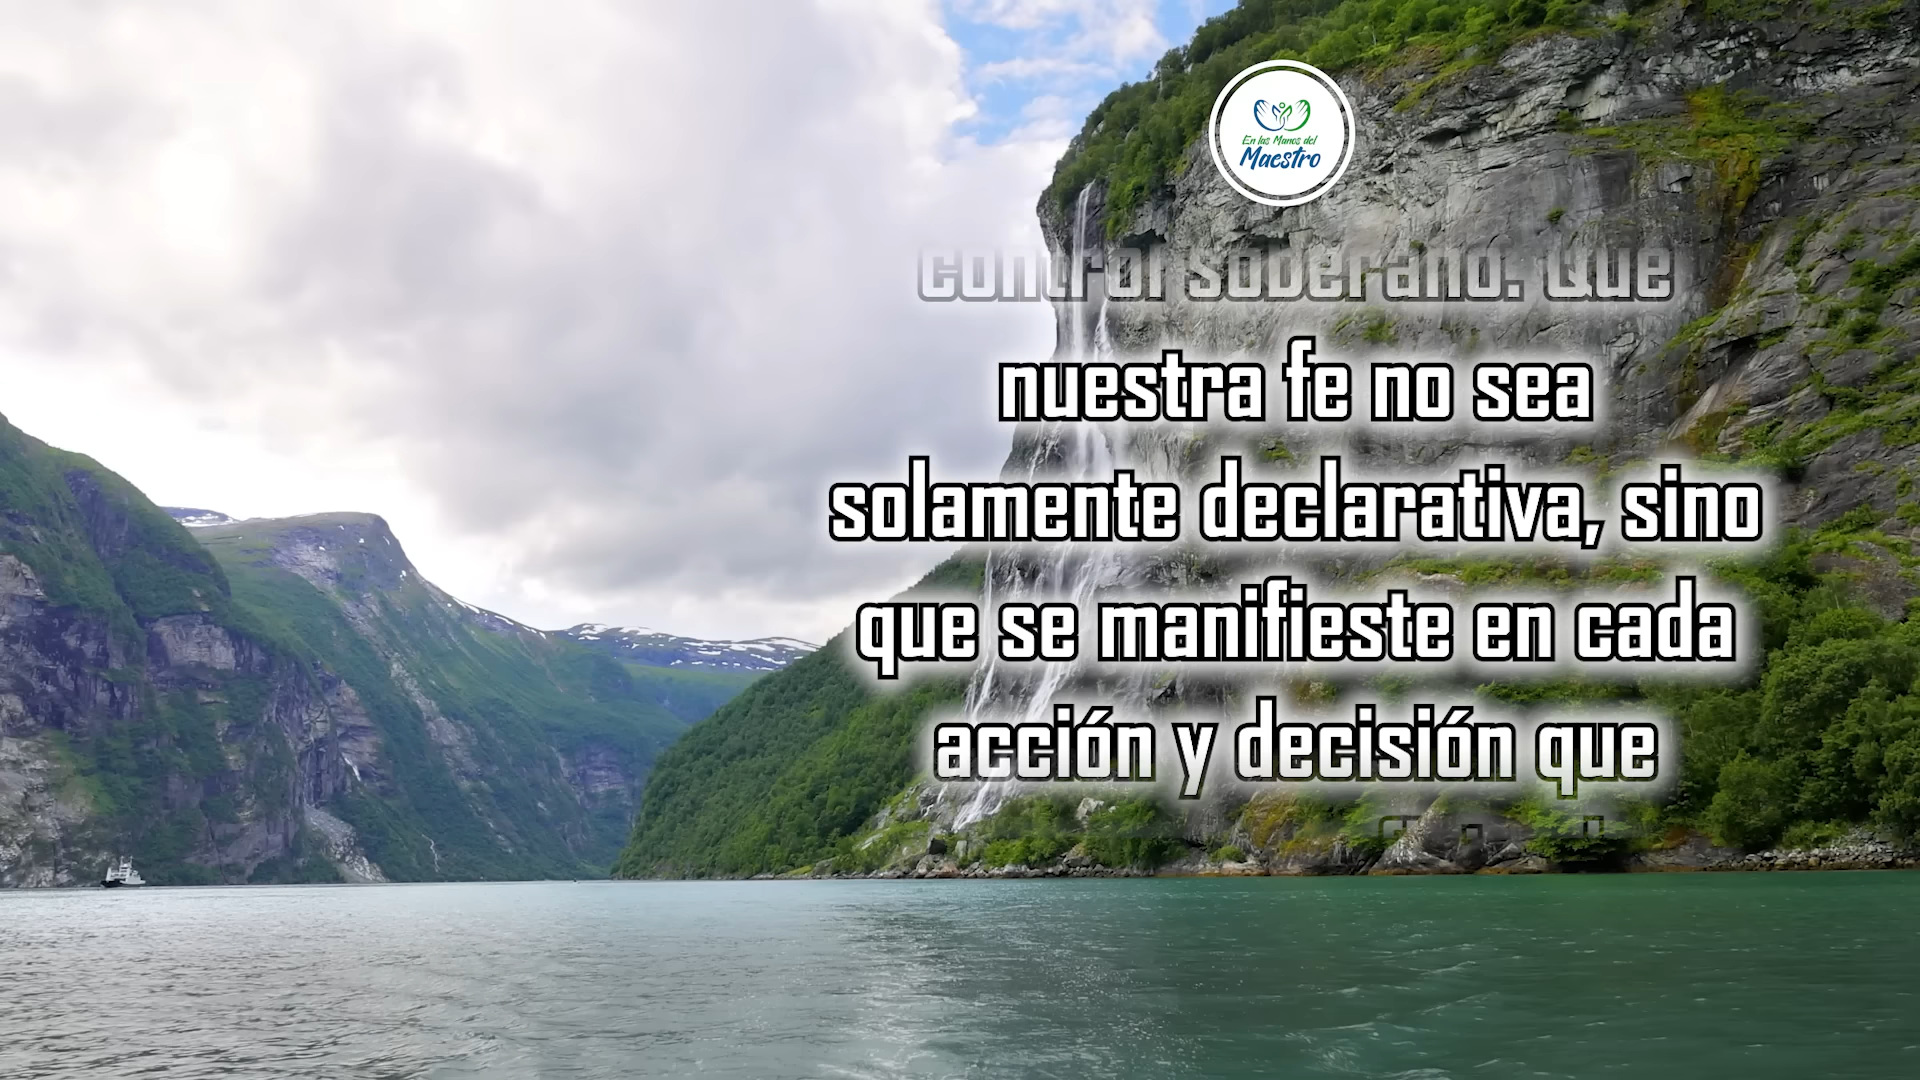 En las Manos del
Maestro
control soberano. Que
nuestra fe no sea
solamente declarativa, sino
que se manifieste en cada
acción y decisión que